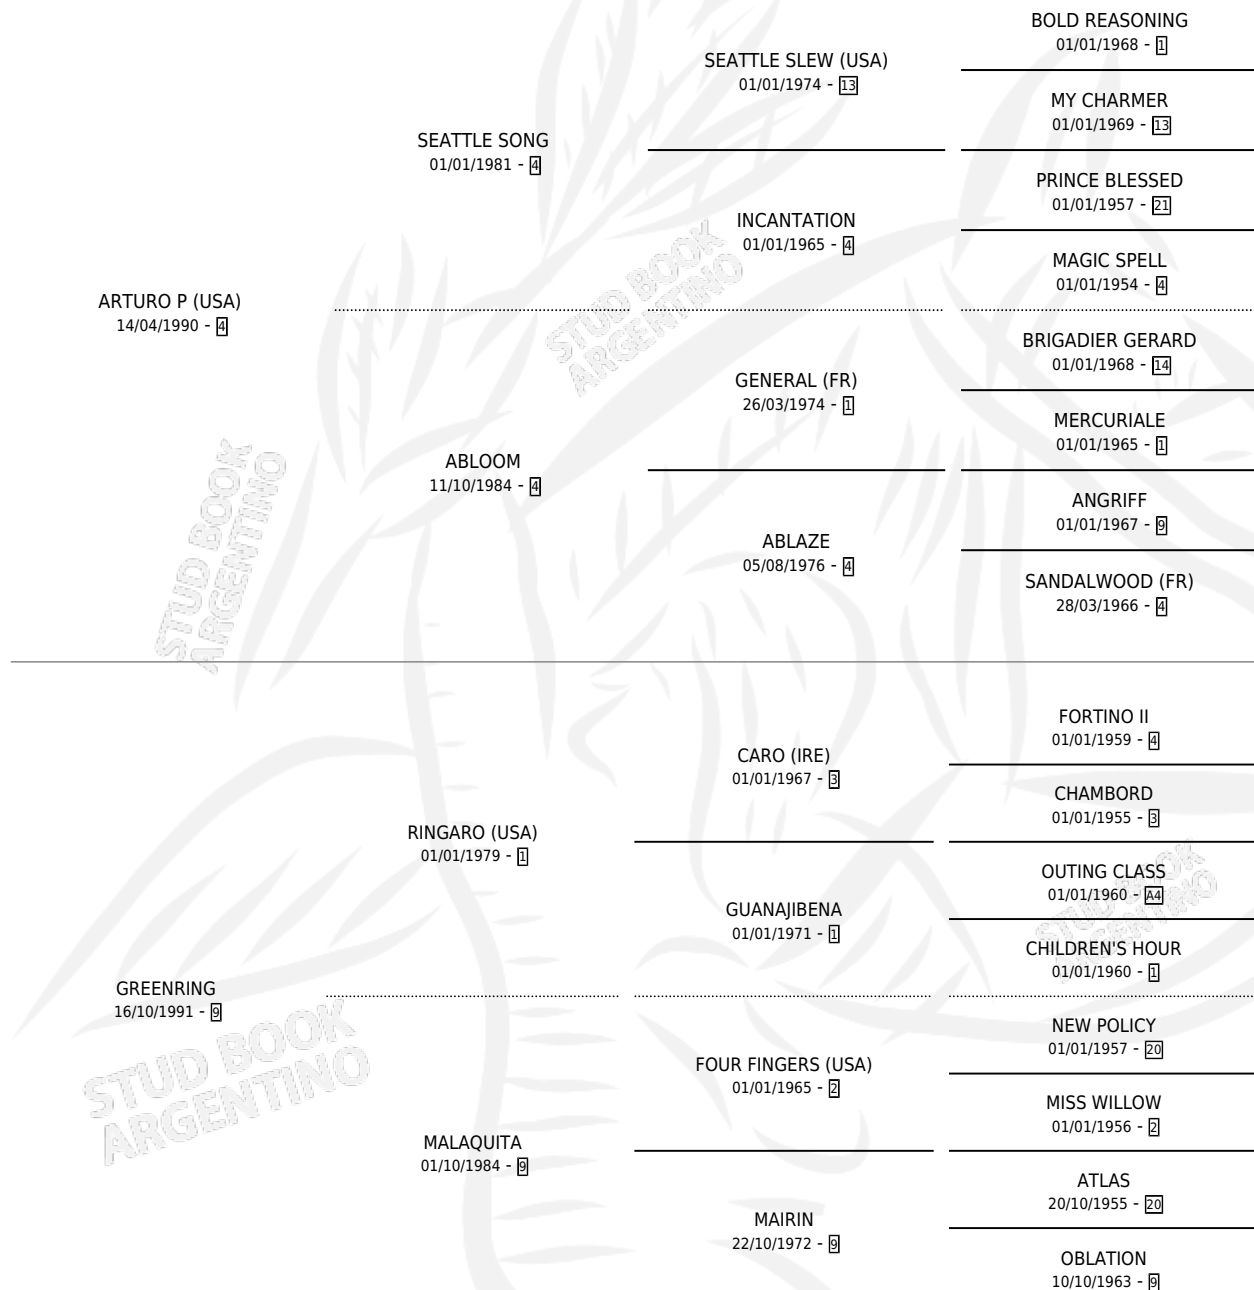 BOLD REASONING
01/01/1968 - 1
SEATTLE SLEW (USA)
01/01/1974 - 13
MY CHARMER
01/01/1969 - 13
SEATTLE SONG
01/01/1981 - 4
PRINCE BLESSED
01/01/1957 - 21
INCANTATION
01/01/1965 - 4
MAGIC SPELL
01/01/1954 - 4
ARTURO P (USA)
14/04/1990 - 4
BRIGADIER GERARD
01/01/1968 - 14
GENERAL (FR)
26/03/1974 - 1
MERCURIALE
01/01/1965 - 1
ABLOOM
11/10/1984 - 4
ANGRIFF
01/01/1967 - 9
ABLAZE
05/08/1976 - 4
SANDALWOOD (FR)
28/03/1966 - 4
FORTINO II
01/01/1959 - 4
CARO (IRE)
01/01/1967 - 3
CHAMBORD
01/01/1955 - 3
RINGARO (USA)
01/01/1979 - 1
OUTING CLASS
01/01/1960 - A4
GUANAJIBENA
01/01/1971 - 1
CHILDREN'S HOUR
01/01/1960 - 1
GREENRING
16/10/1991 - 9
NEW POLICY
01/01/1957 - 20
FOUR FINGERS (USA)
01/01/1965 - 2
MISS WILLOW
01/01/1956 - 2
MALAQUITA
01/10/1984 - 9
ATLAS
20/10/1955 - 20
MAIRIN
22/10/1972 - 9
OBLATION
10/10/1963 - 9
STUD BOOK
ARGENTINO
STUD BOOK
ARGENTINO
STUD BOOK
ARGENTINO
STUD BOOK
ARGENTINO